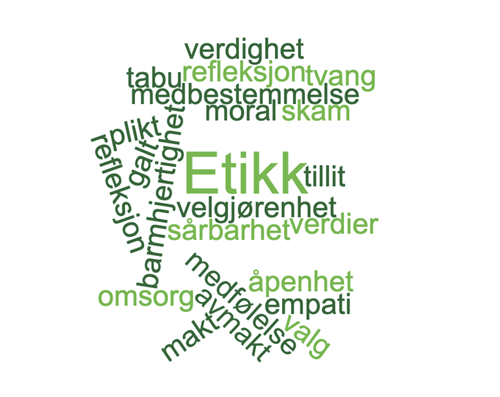 verdighet
tabu
refleksjon
tvang
medbestemmelse
moral
skam
plikt
galt
refleksjon
barmhjertighet
Etikk
tillit
velgjørenhet
sårbarhet
verdier
medfølelse
åpenhet
omsorg
avmakt
empati
makt
valg